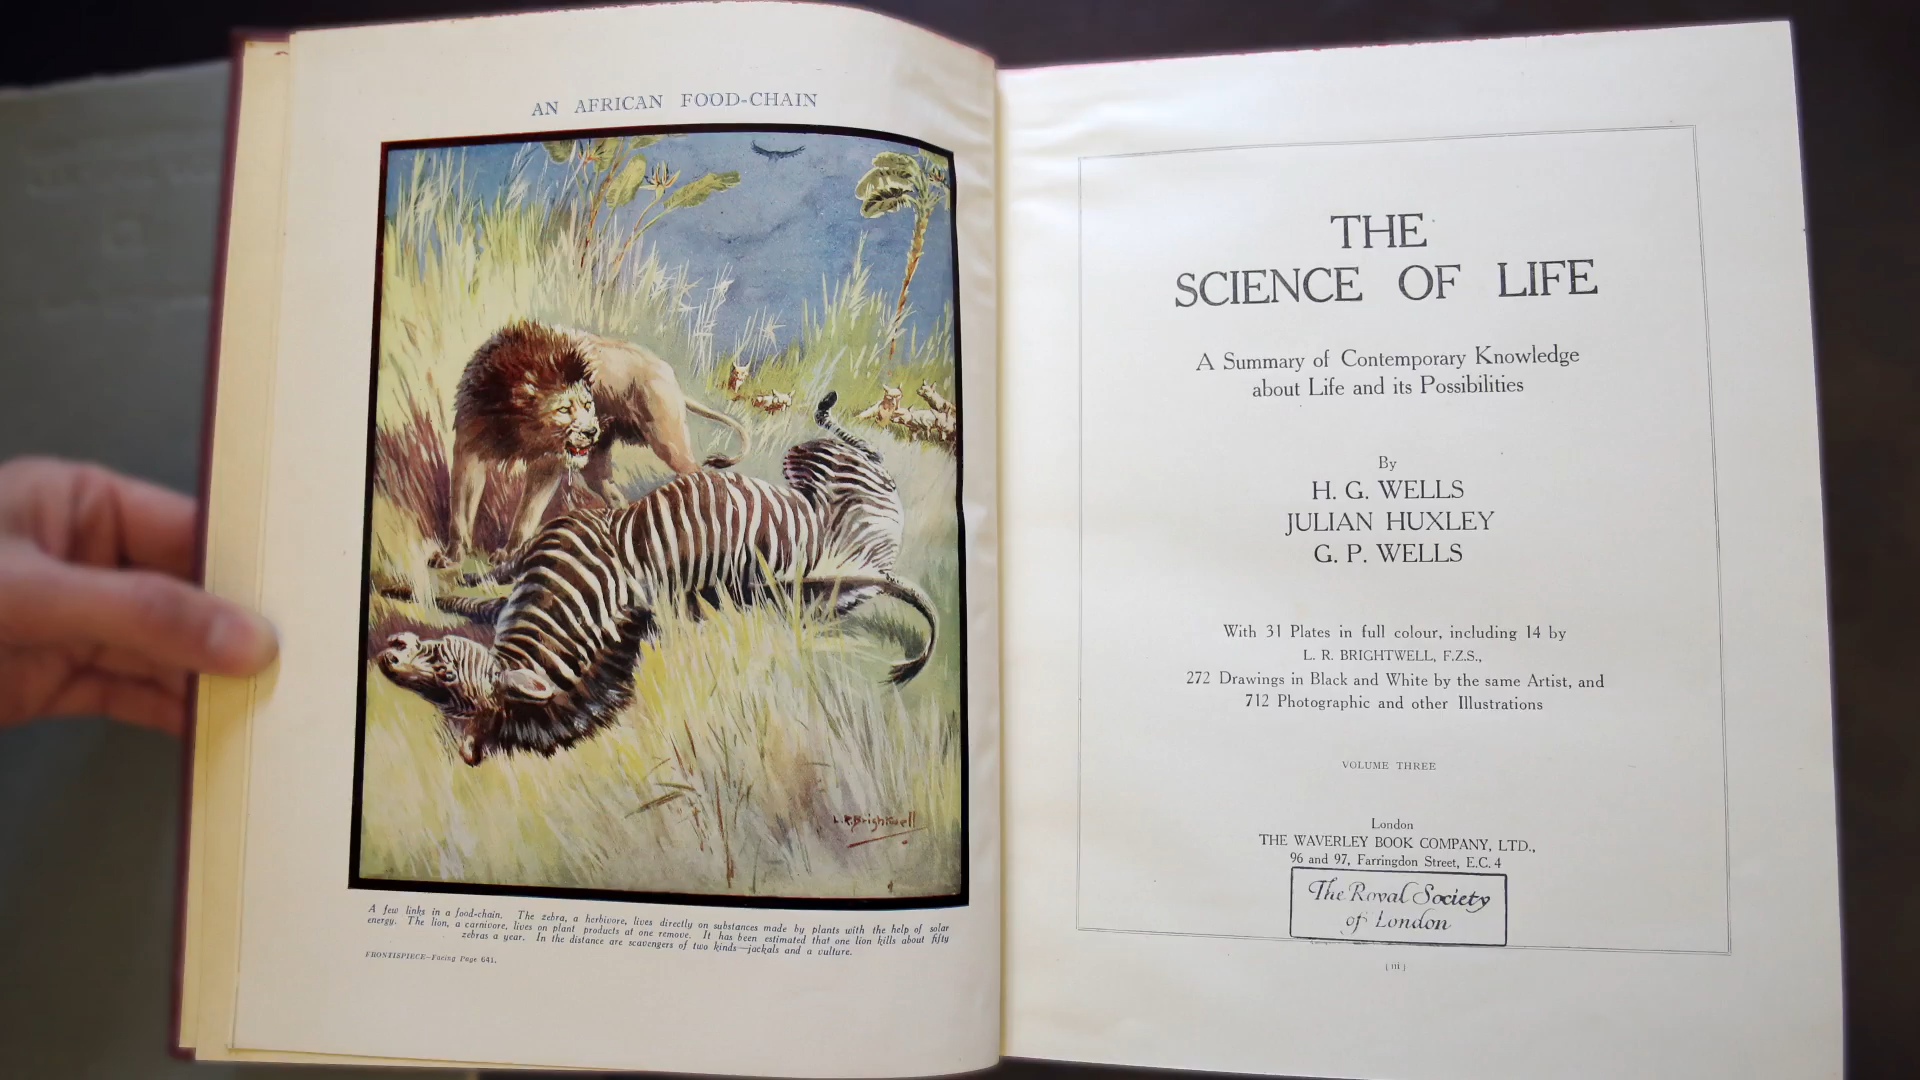 AN AFRICAN FOOD-CHAIN
L.R.Brightwell
A few links in a food-chain. The zebra, a herbivore, lives directly on substances made by plants with the help of solar
energy. The lion, a carnivore, lives on plant products at one remove. It has been estimated that one lion kills about fifty
zebras a year. In the distance are scavengers of two kinds—jackals and a vulture.
FRONTISPIECE—Facing Page 641.
THE
SCIENCE OF LIFE
A Summary of Contemporary Knowledge
about Life and its Possibilities
By
H. G. WELLS
JULIAN HUXLEY
G. P. WELLS
With 31 Plates in full colour, including 14 by
L. R. BRIGHTWELL, F.Z.S.,
272 Drawings in Black and White by the same Artist, and
712 Photographic and other Illustrations
VOLUME THREE
London
THE WAVERLEY BOOK COMPANY, LTD.,
96 and 97, Farringdon Street, E.C. 4
The Royal Society
of London
[ iii ]